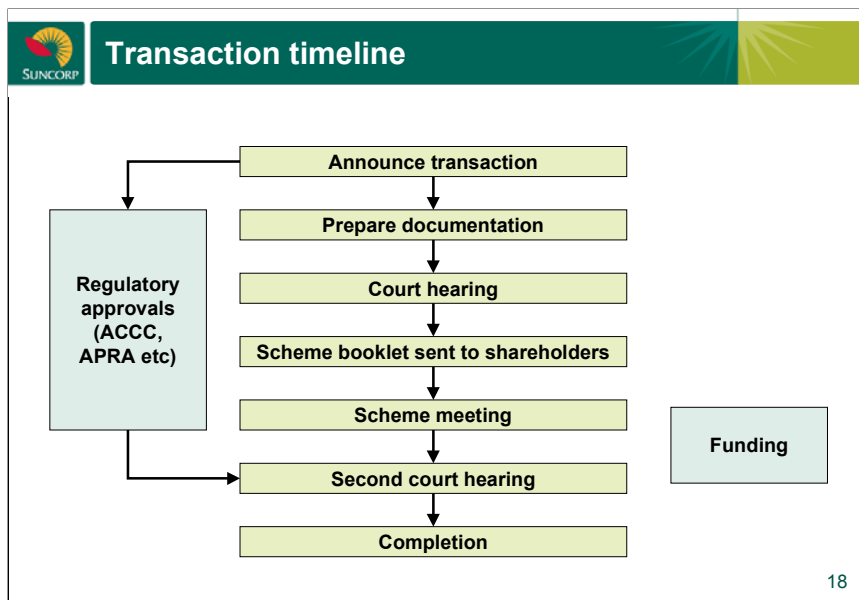 SUNCORP
Transaction timeline
Announce transaction
Prepare documentation
Regulatory
approvals
(ACCC,
APRA etc)
Court hearing
Scheme booklet sent to shareholders
Scheme meeting
Funding
Second court hearing
Completion
18